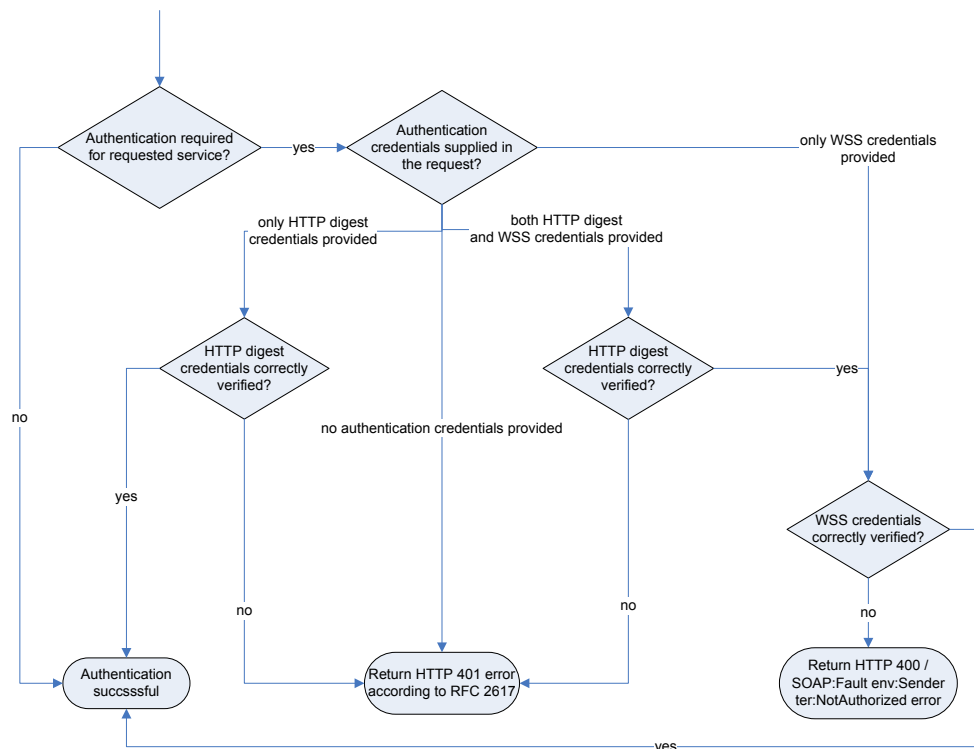 Authentication required
for requested service?
yes
Authentication
credentials supplied in
the request?
only WSS credentials
provided
only HTTP digest
credentials provided
both HTTP digest
and WSS credentials provided
HTTP digest
credentials correctly
verified?
HTTP digest
credentials correctly
verified?
yes
no
no authentication credentials provided
yes
WSS credentials
correctly verified?
no
no
no
Authentication
succsssful
Return HTTP 401 error
according to RFC 2617
Return HTTP 400 /
SOAP:Fault env:Sender
ter:NotAuthorized error
yes